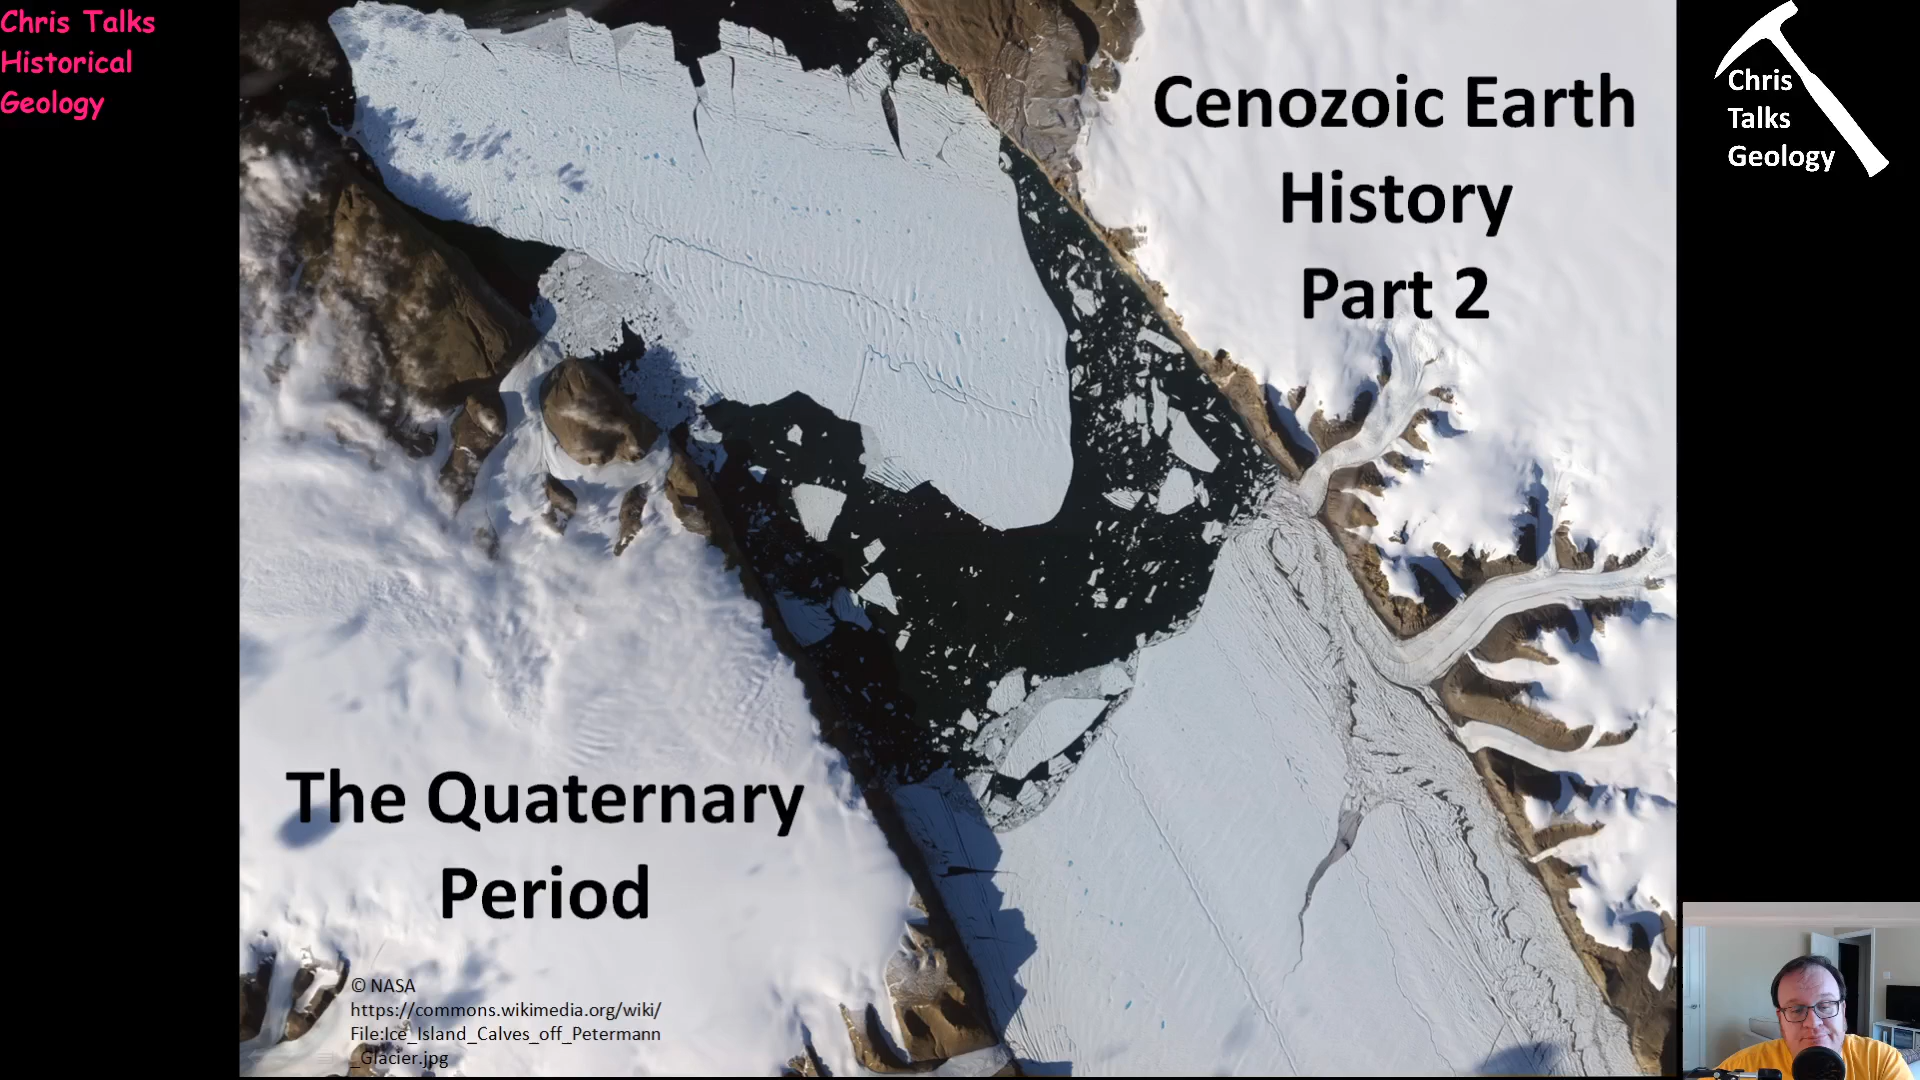 Chris Talks
Historical
Geology
Cenozoic Earth
History
Part 2
Chris
Talks
Geology
The Quaternary
Period
© NASA
https://commons.wikimedia.org/wiki/
File:Ice_Island_Calves_off_Petermann
_Glacier.jpg